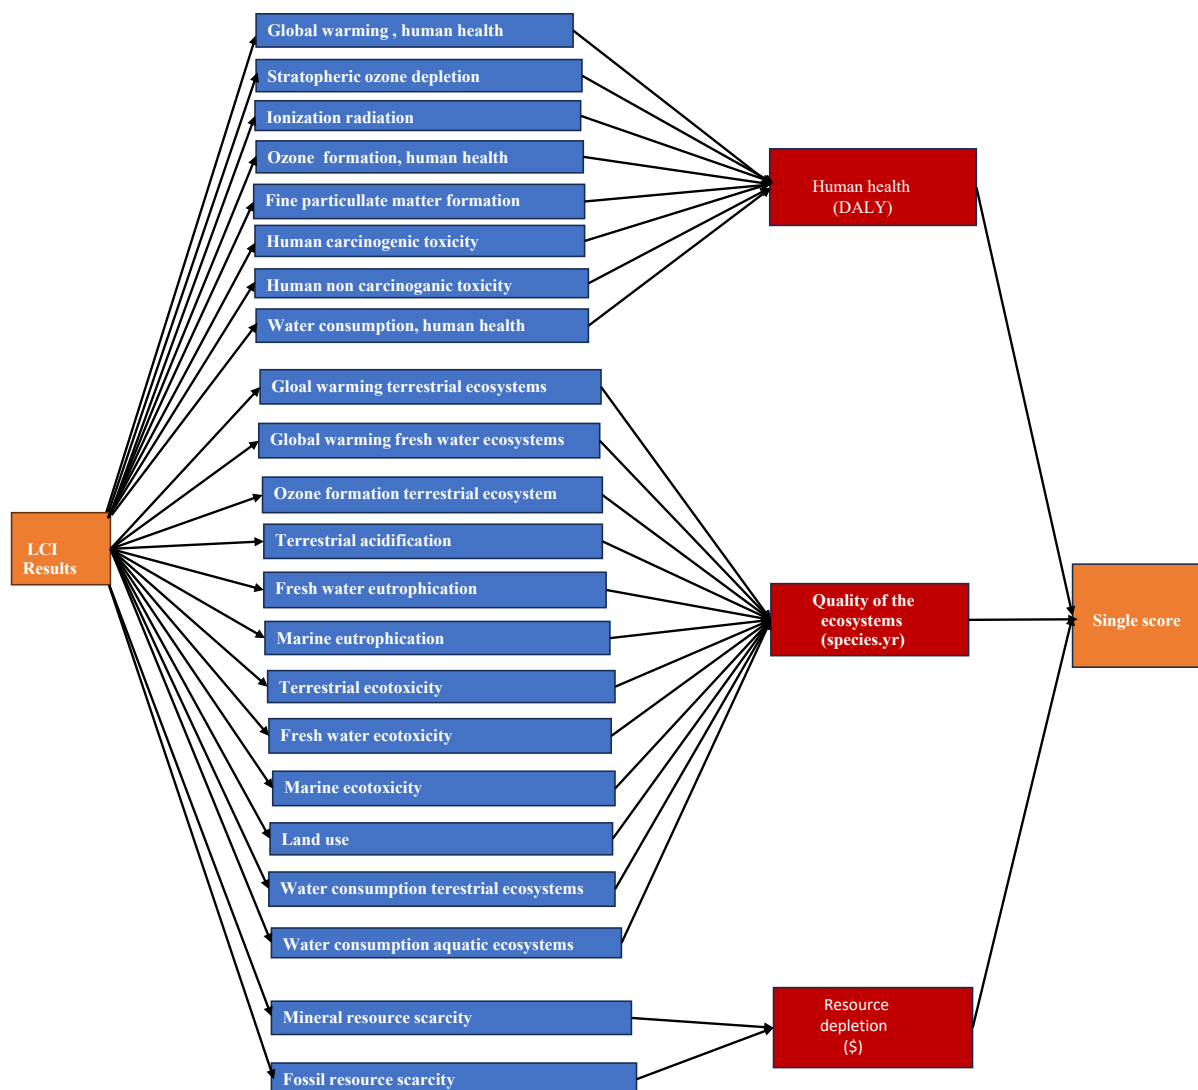 Global warming , human health
Stratopheric ozone depletion
Ionization radiation
Ozone formation, human health
Fine particullate matter formation
Human carcinogenic toxicity
Human non carcinoganic toxicity
Water consumption, human health
Gloal warming terrestrial ecosystems
Global warming fresh water ecosystems
Ozone formation terrestrial ecosystem
Terrestrial acidification
Fresh water eutrophication
Marine eutrophication
Terrestrial ecotoxicity
Fresh water ecotoxicity
Marine ecotoxicity
Land use
Water consumption terestrial ecosystems
Water consumption aquatic ecosystems
Mineral resource scarcity
Fossil resource scarcity
LCI
Results
Human health
(DALY)
Quality of the
ecosystems
(species.yr)
Resource
depletion
($)
Single score